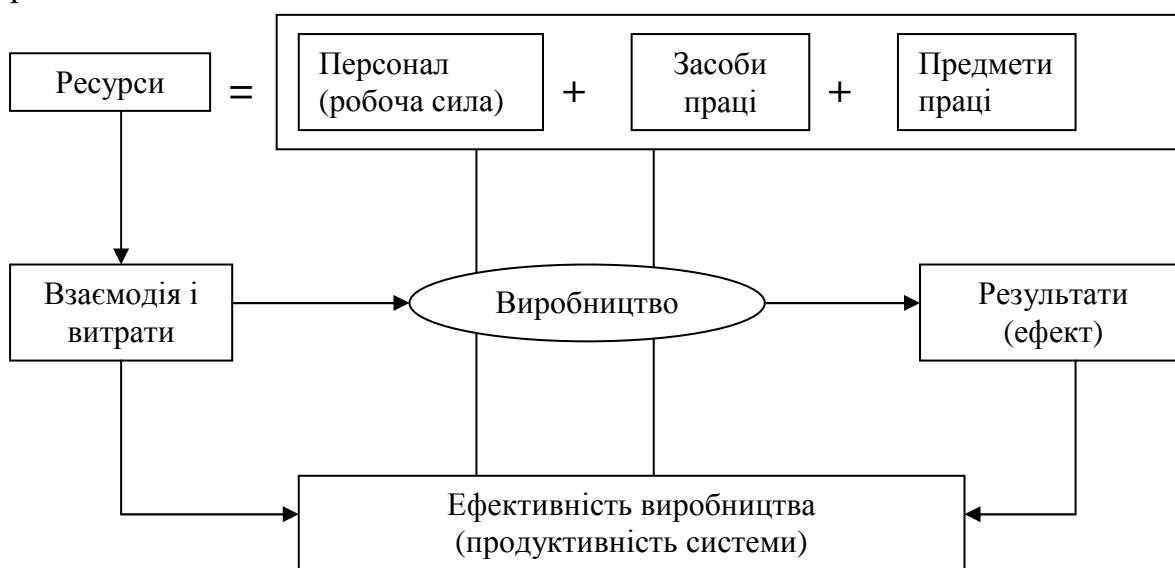 Ресурси
=
Персонал
(робоча сила)
+
Засоби
праці
+
Предмети
праці
Взаємодія і
витрати
Виробництво
Результати
(ефект)
Ефективність виробництва
(продуктивність системи)